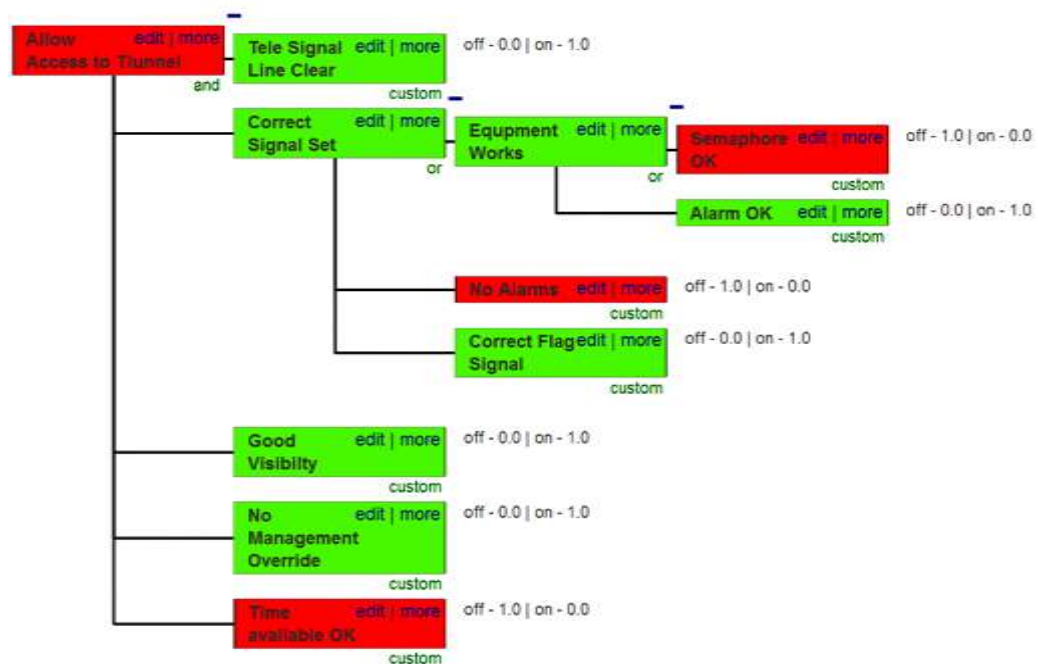 Allow edit | more
Access to Tlunnel
and
Tele Signal edit | more off - 0.0 | on - 1.0
Line Clear
custom
Correct edit | more
Signal Set
or
Equpment edit | more
Works
or
Semaphore edit | more off - 1.0 | on - 0.0
OK
custom
Alarm OK edit | more off - 0.0 | on - 1.0
custom
No Alarms edit | more off - 1.0 | on - 0.0
custom
Correct Flag edit | more off - 0.0 | on - 1.0
Signal
custom
Good edit | more off - 0.0 | on - 1.0
Visibilty
custom
No edit | more off - 0.0 | on - 1.0
Management
Override
custom
Time edit | more off - 1.0 | on - 0.0
available OK
custom